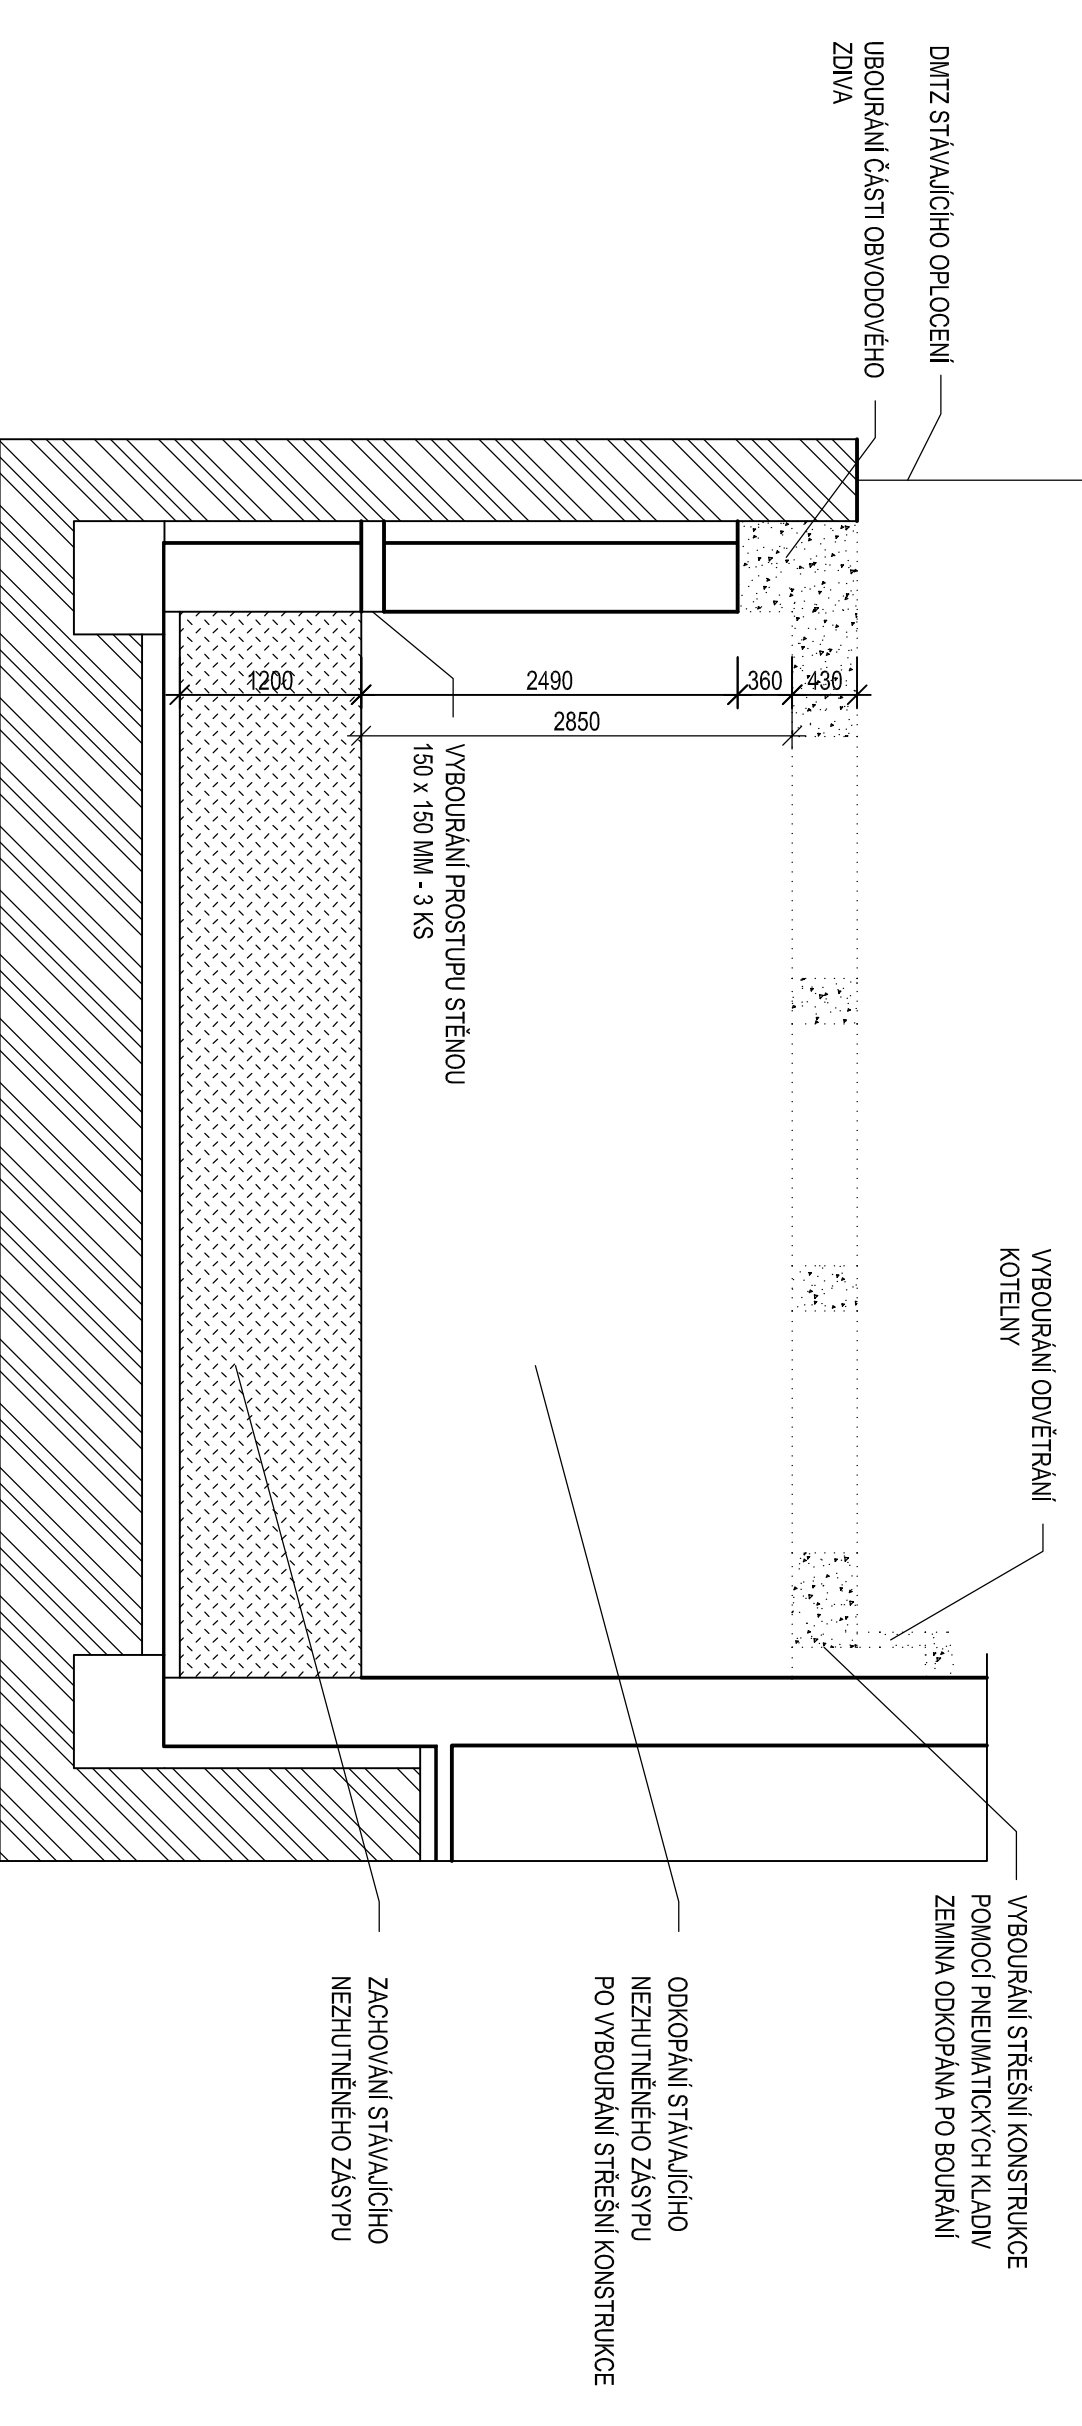 DMTZ STÁVAJÍCÍHO OPLOCENÍ
UBOURÁNÍ ČÁSTI OBVODOVÉHO
ZDIVA
VYBOURÁNÍ ODVĚTRÁNÍ
KOTELNY
VYBOURÁNÍ STŘEŠNÍ KONSTRUKCE
POMOCÍ PNEUMATICKÝCH KLADIV
ZEMINA ODKOPÁNA PO BOURÁNÍ
430
360
2490
2850
1200
VYBOURÁNÍ PROSTUPU STĚNOU
150 x 150 MM - 3 KS
ODKOPÁNÍ STÁVAJÍCÍHO
NEZHUTNĚNÉHO ZÁSYPU
PO VYBOURÁNÍ STŘEŠNÍ KONSTRUKCE
ZACHOVÁNÍ STÁVAJÍCÍHO
NEZHUTNĚNÉHO ZÁSYPU